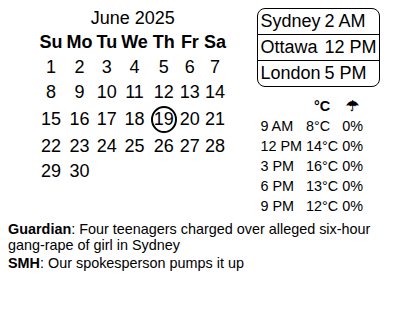 June 2025
Su Mo Tu We Th Fr Sa
1 2 3 4 5 6 7
8 9 10 11 12 13 14
15 16 17 18 19 20 21
22 23 24 25 26 27 28
29 30
Sydney 2 AM
Ottawa 12 PM
London 5 PM
°C ☂
9 AM 8°C 0%
12 PM 14°C 0%
3 PM 16°C 0%
6 PM 13°C 0%
9 PM 12°C 0%
Guardian: Four teenagers charged over alleged six-hour
gang-rape of girl in Sydney
SMH: Our spokesperson pumps it up